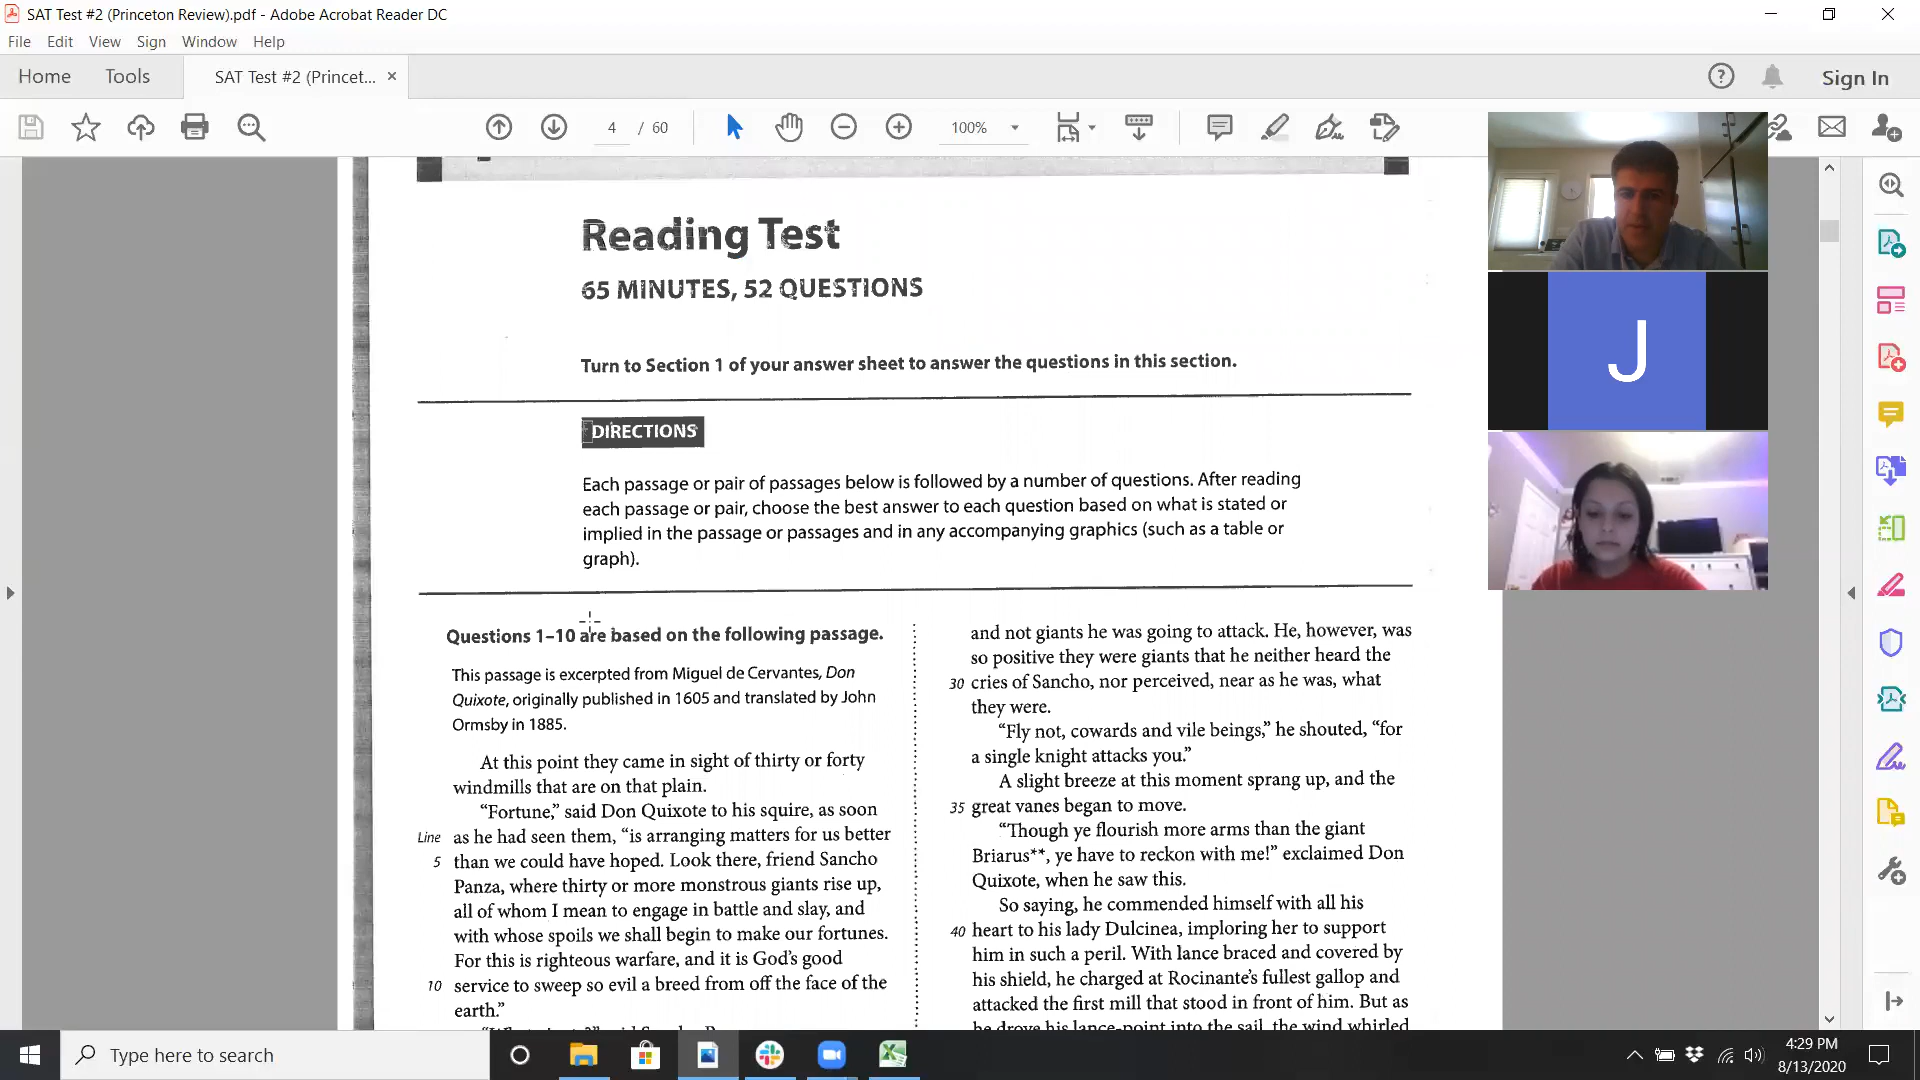 SAT Test #2 (Princeton Review).pdf - Adobe Acrobat Reader DC
File Edit View Sign Window Help
Home Tools SAT Test #2 (Princet... × Sign In
4 / 60 100%
Reading Test
65 MINUTES, 52 QUESTIONS
Turn to Section 1 of your answer sheet to answer the questions in this section.
DIRECTIONS
Each passage or pair of passages below is followed by a number of questions. After reading
each passage or pair, choose the best answer to each question based on what is stated or
implied in the passage or passages and in any accompanying graphics (such as a table or
graph).
Questions 1–10 are based on the following passage.
This passage is excerpted from Miguel de Cervantes, Don
Quixote, originally published in 1605 and translated by John
Ormsby in 1885.
At this point they came in sight of thirty or forty
windmills that are on that plain.
“Fortune,” said Don Quixote to his squire, as soon
Line as he had seen them, “is arranging matters for us better
5 than we could have hoped. Look there, friend Sancho
Panza, where thirty or more monstrous giants rise up,
all of whom I mean to engage in battle and slay, and
with whose spoils we shall begin to make our fortunes.
For this is righteous warfare, and it is God’s good
10 service to sweep so evil a breed from off the face of the
earth.”
and not giants he was going to attack. He, however, was
so positive they were giants that he neither heard the
30 cries of Sancho, nor perceived, near as he was, what
they were.
“Fly not, cowards and vile beings,” he shouted, “for
a single knight attacks you.”
A slight breeze at this moment sprang up, and the
35 great vanes began to move.
“Though ye flourish more arms than the giant
Briarus**, ye have to reckon with me!” exclaimed Don
Quixote, when he saw this.
So saying, he commended himself with all his
40 heart to his lady Dulcinea, imploring her to support
him in such a peril. With lance braced and covered by
his shield, he charged at Rocinante’s fullest gallop and
attacked the first mill that stood in front of him. But as
he drove his lance-point into the sail, the wind whirled
J
Type here to search
4:29 PM
8/13/2020